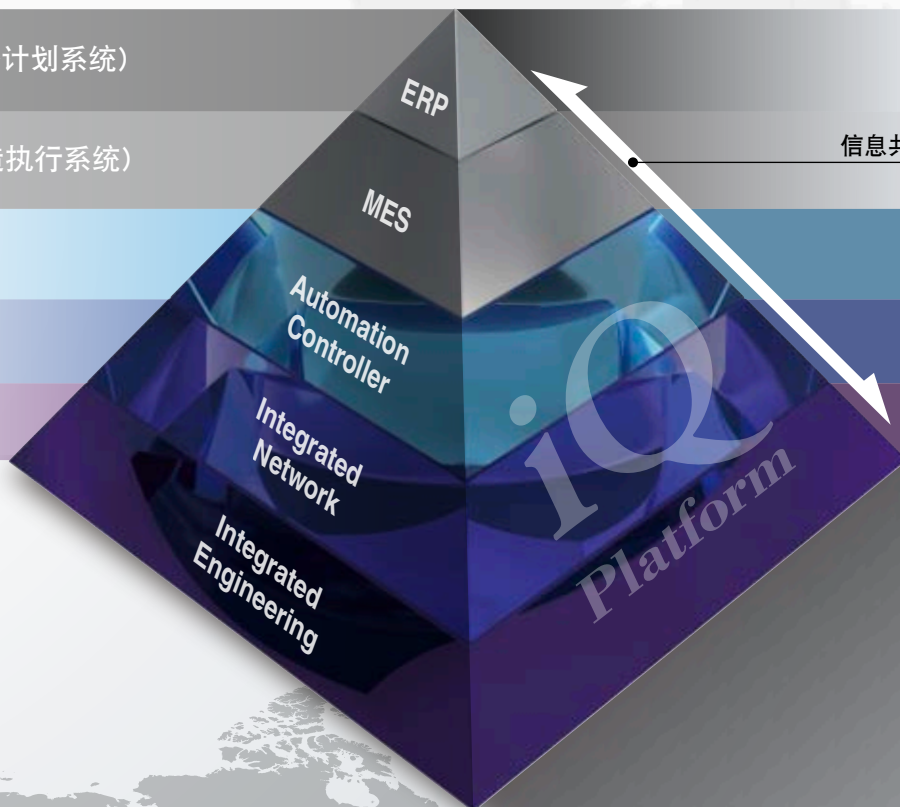 计划系统）
ERP
信息共
执行系统）
MES
Automation
Controller
Integrated
Network
iQ
Platform
Integrated
Engineering